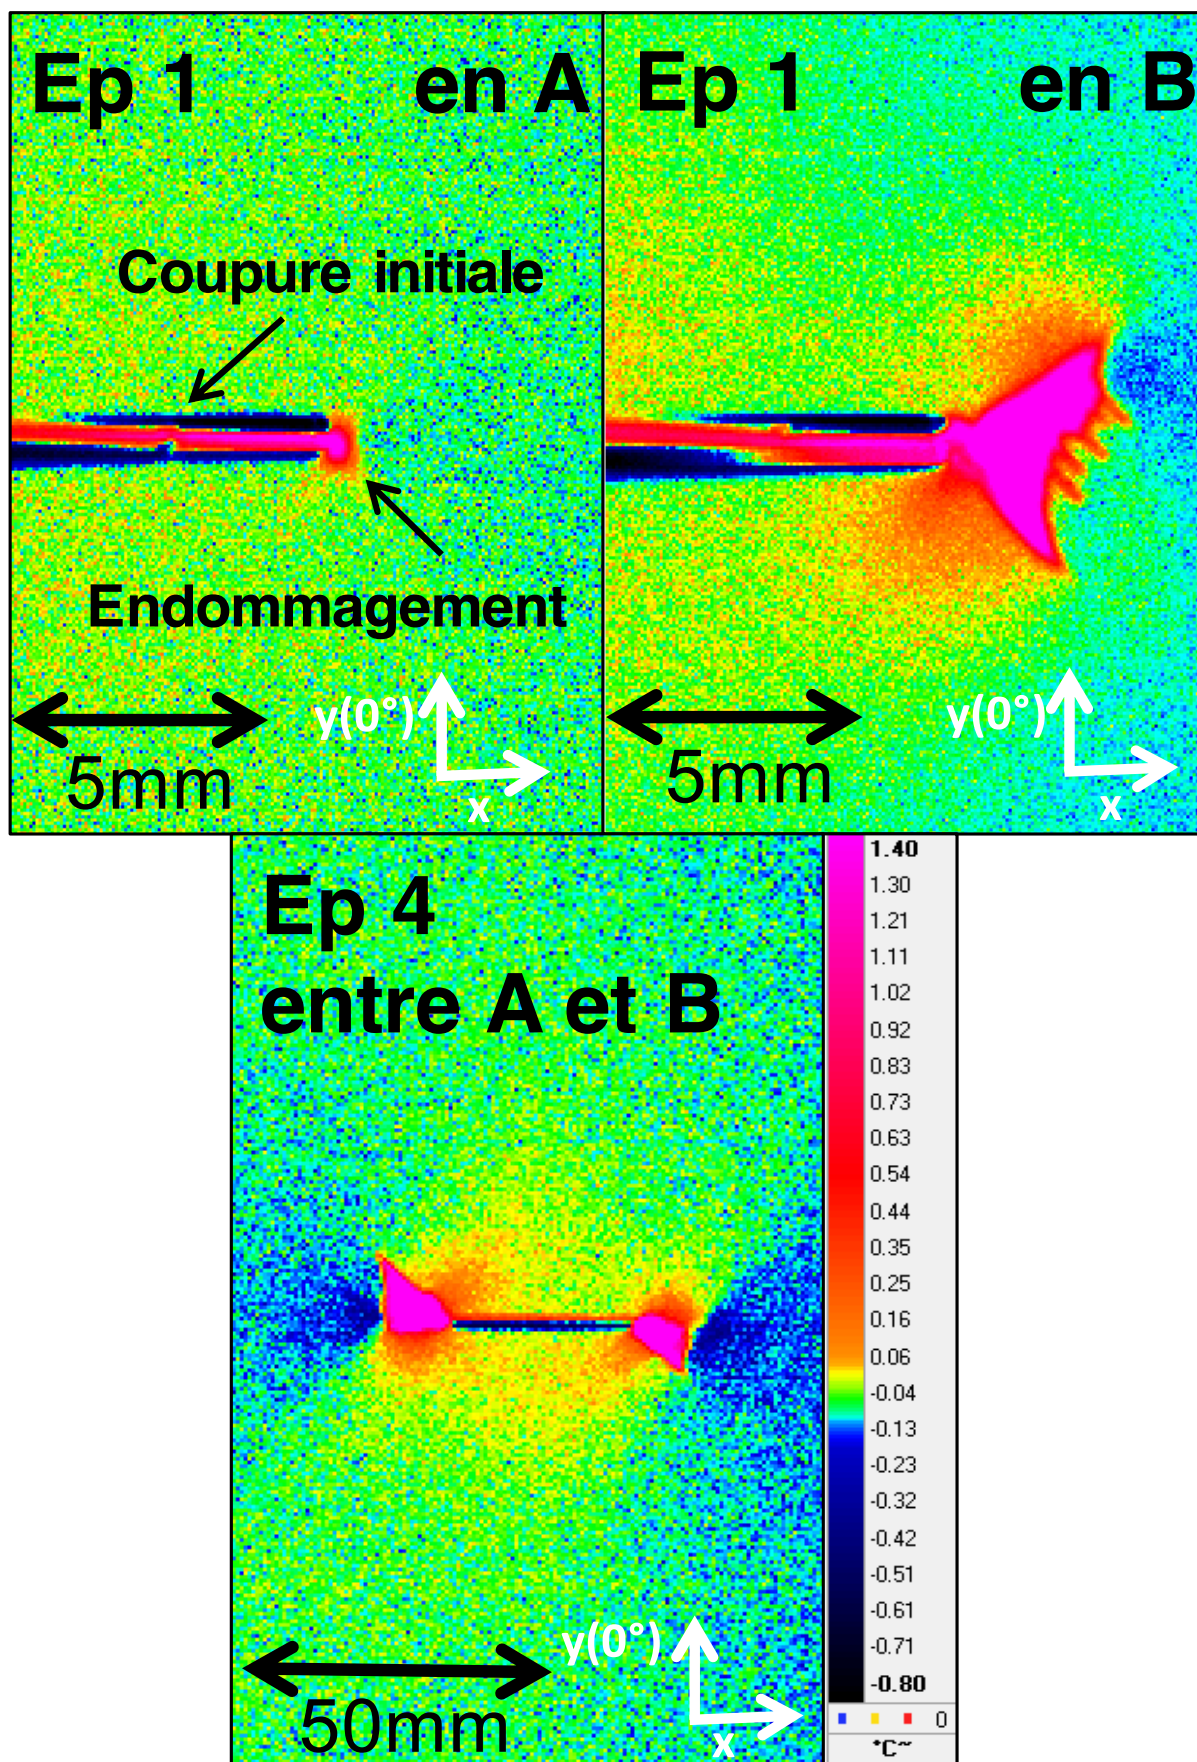 Ep 1 en A
Coupure initiale
Endommagement
y(0°)
x
5mm
Ep 1 en B
y(0°)
x
5mm
Ep 4
entre A et B
y(0°)
x
50mm
1.40
1.30
1.21
1.11
1.02
0.92
0.83
0.73
0.63
0.54
0.44
0.35
0.25
0.16
0.06
-0.04
-0.13
-0.23
-0.32
-0.42
-0.51
-0.61
-0.71
-0.80
0
°C~